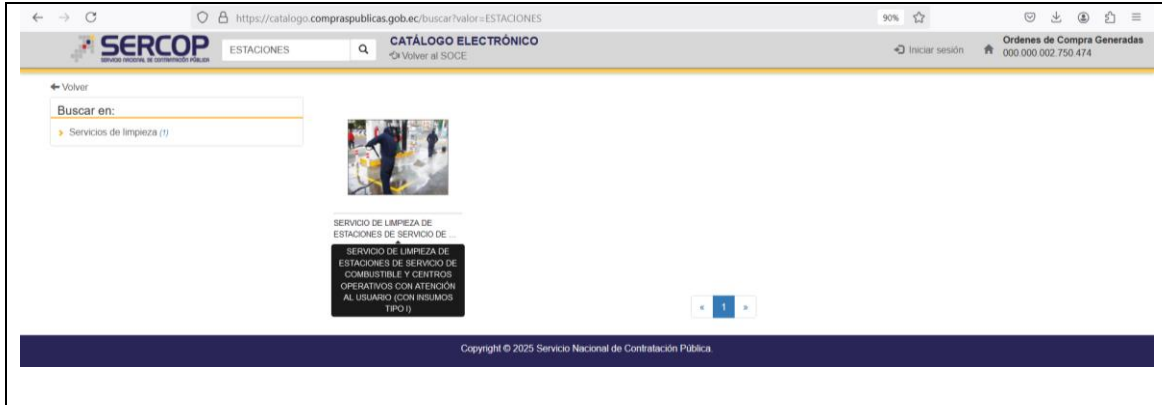 https://catalogo.compraspublicas.gob.ec/buscar?valor=ESTACIONES
90%
SERCOP
SERVICIO NACIONAL DE CONTRATACIÓN PÚBLICA
ESTACIONES
CATÁLOGO ELECTRÓNICO
Volver al SOCE
Iniciar sesión
Ordenes de Compra Generadas
000.000.002.750.474
Volver
Buscar en:
Servicios de limpieza (1)
SERVICIO DE LIMPIEZA DE
ESTACIONES DE SERVICIO DE ...
SERVICIO DE LIMPIEZA DE
ESTACIONES DE SERVICIO DE
COMBUSTIBLE Y CENTROS
OPERATIVOS CON ATENCIÓN
AL USUARIO (CON INSUMOS
TIPO I)
« 1 »
Copyright © 2025 Servicio Nacional de Contratación Pública.